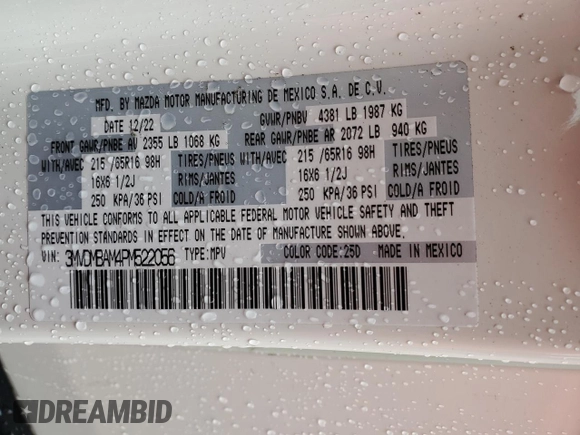 MFD. BY MAZDA MOTOR MANUFACTURING DE MEXICO S.A. DE C.V.
DATE 12/22 GVWR/PNBV 4381 LB 1987 KG
FRONT GAWR/PNBE AV 2355 LB 1068 KG REAR GAWR/PNBE AR 2072 LB 940 KG
WITH/AVEC 215 /65R16 98H TIRES/PNEUS WITH/AVEC 215 /65R16 98H TIRES/PNEUS
16X6 1/2J RIMS/JANTES 16X6 1/2J RIMS/JANTES
250 KPA/36 PSI COLD/A FROID 250 KPA/36 PSI COLD/A FROID
THIS VEHICLE CONFORMS TO ALL APPLICABLE FEDERAL MOTOR VEHICLE SAFETY AND THEFT
PREVENTION STANDARDS IN EFFECT ON THE DATE OF MANUFACTURE SHOWN ABOVE.
VIN: 3MVDMBAM4PM522056 TYPE:MPV COLOR CODE:25D MADE IN MEXICO
DREAMBID